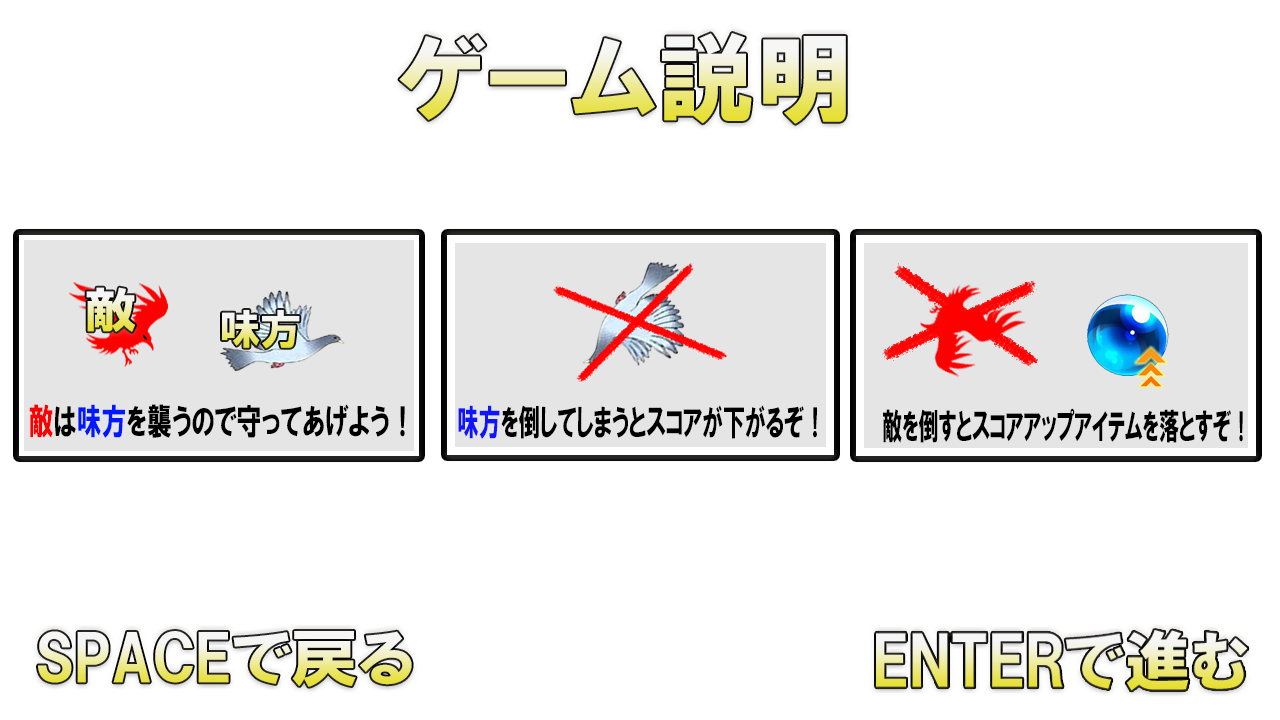 ゲーム説明
敵
味方
敵は味方を襲うので守ってあげよう！
味方を倒してしまうとスコアが下がるぞ！
敵を倒すとスコアアップアイテムを落とすぞ！
SPACEで戻る
ENTERで進む